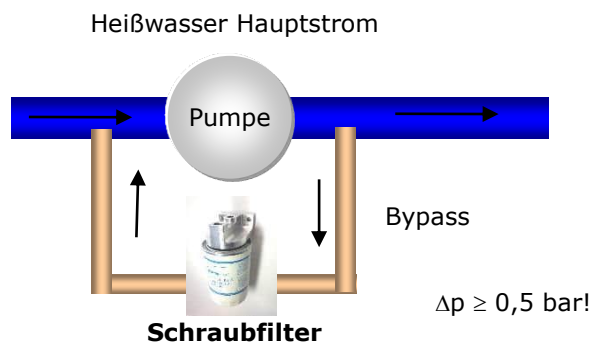 Heißwasser Hauptstrom
Pumpe
Bypass
Δp ≥ 0,5 bar!
Schraubfilter